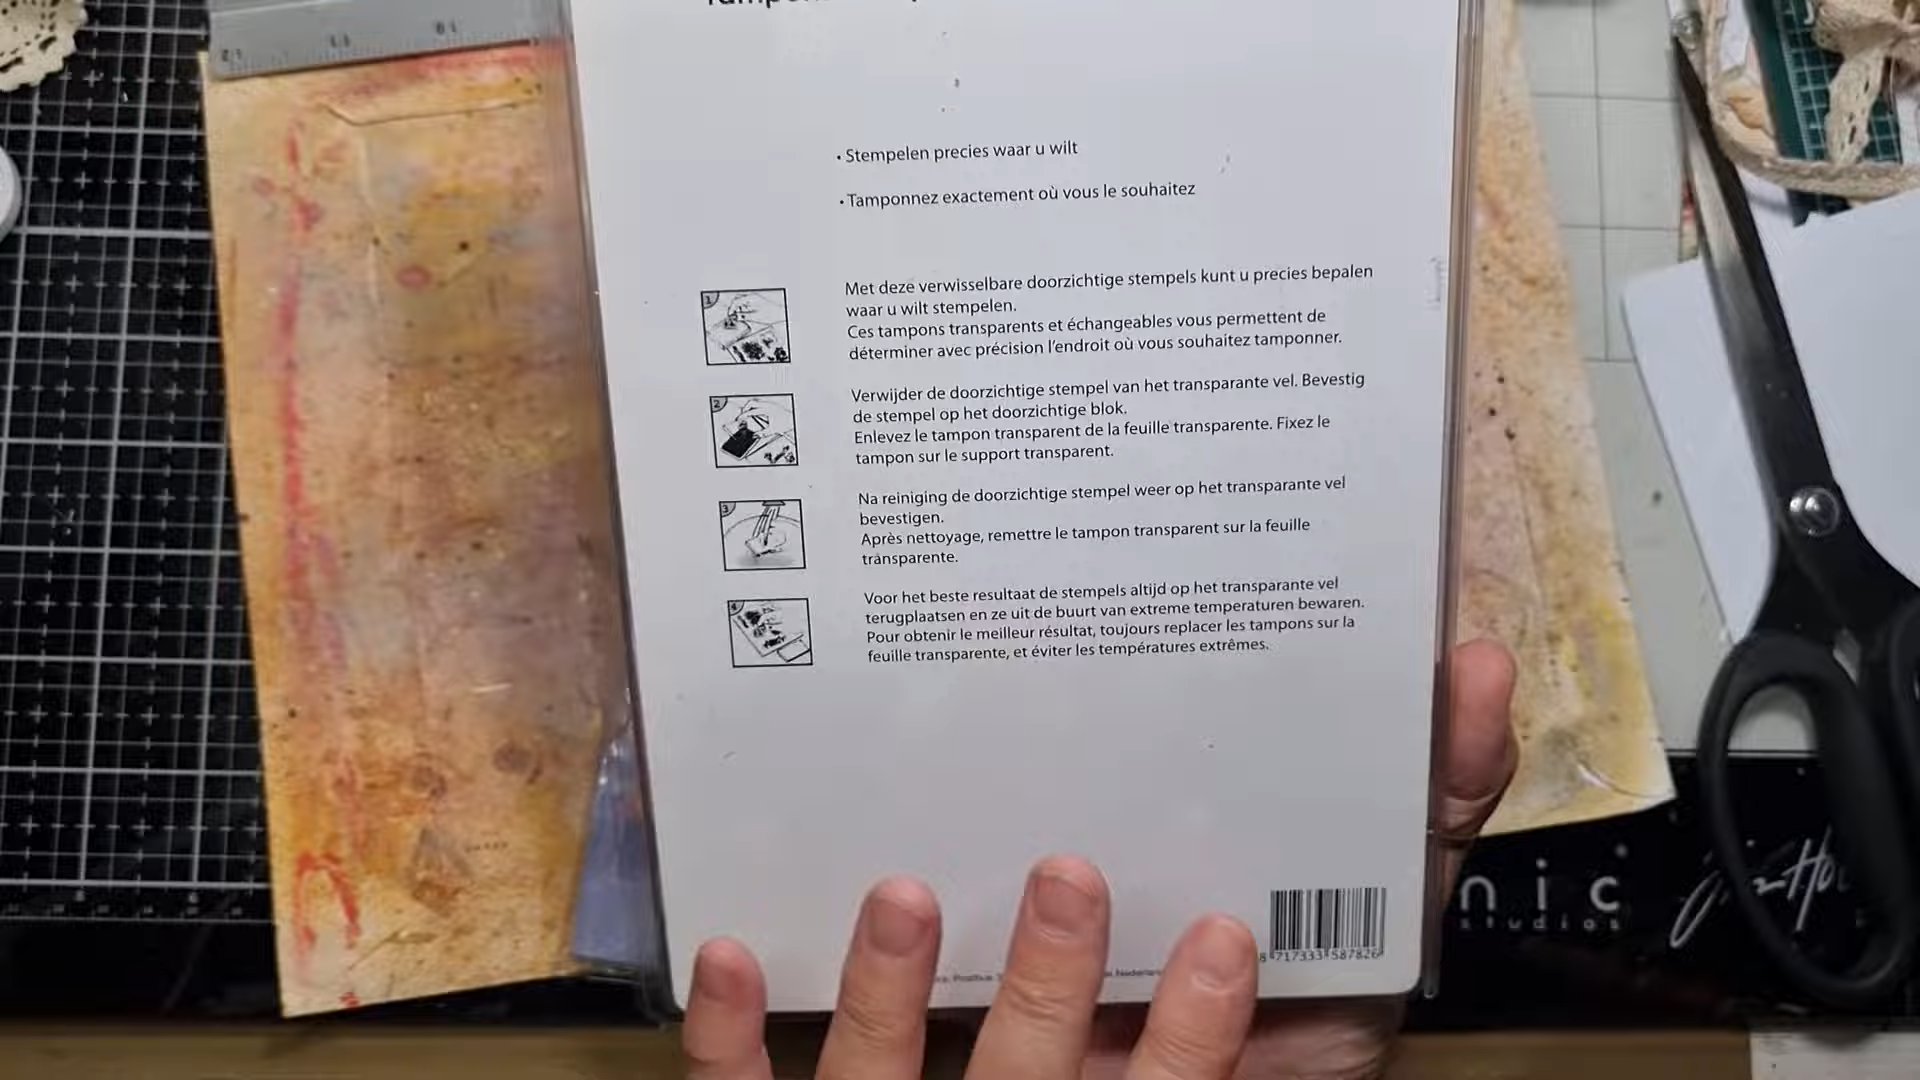 • Stempelen precies waar u wilt
• Tamponnez exactement où vous le souhaitez
1
Met deze verwisselbare doorzichtige stempels kunt u precies bepalen
waar u wilt stempelen.
Ces tampons transparents et échangeables vous permettent de
déterminer avec précision l'endroit où vous souhaitez tamponner.
2
Verwijder de doorzichtige stempel van het transparante vel. Bevestig
de stempel op het doorzichtige blok.
Enlevez le tampon transparent de la feuille transparente. Fixez le
tampon sur le support transparent.
3
Na reiniging de doorzichtige stempel weer op het transparante vel
bevestigen.
Après nettoyage, remettre le tampon transparent sur la feuille
transparente.
4
Voor het beste resultaat de stempels altijd op het transparante vel
terugplaatsen en ze uit de buurt van extreme temperaturen bewaren.
Pour obtenir le meilleur résultat, toujours replacer les tampons sur la
feuille transparente, et éviter les températures extrêmes.
8 717333 587826
nic
studios